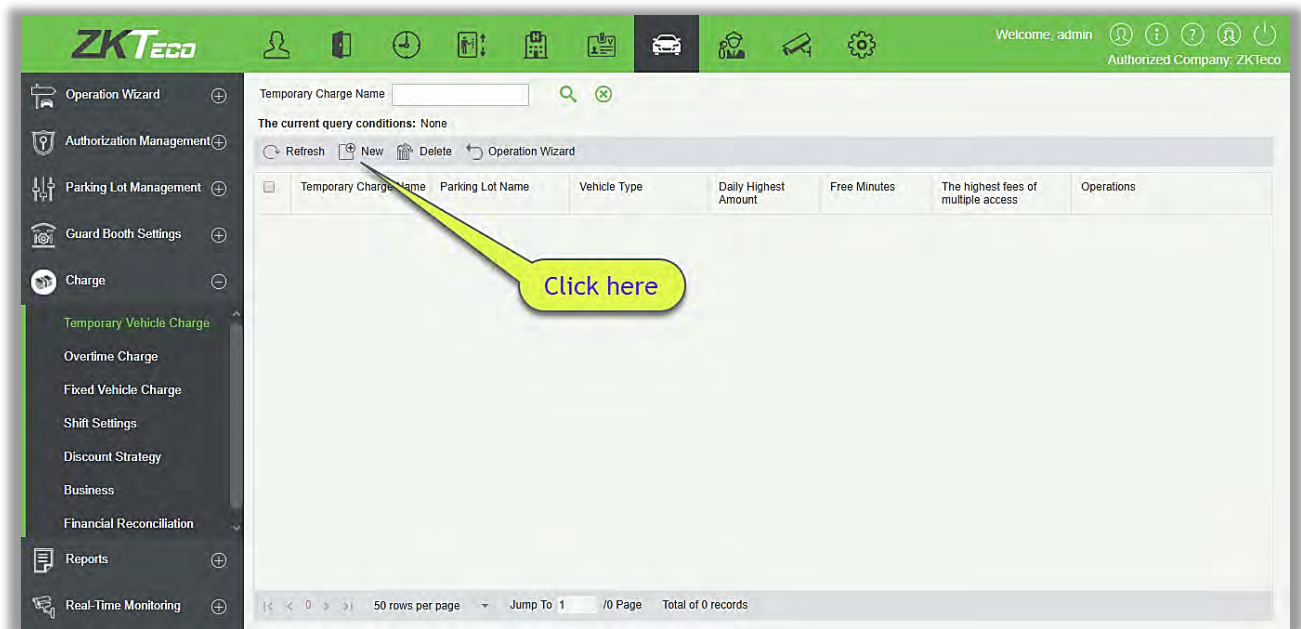 ZKTeco
Welcome, admin
Authorized Company: ZKTeco
Operation Wizard
Authorization Management
Parking Lot Management
Guard Booth Settings
Charge
Temporary Vehicle Charge
Overtime Charge
Fixed Vehicle Charge
Shift Settings
Discount Strategy
Business
Financial Reconciliation
Reports
Real-Time Monitoring
Temporary Charge Name
The current query conditions: None
Refresh New Delete Operation Wizard
Temporary Charge Name Parking Lot Name Vehicle Type Daily Highest Amount Free Minutes The highest fees of multiple access Operations
Click here
|< < 0 > >| 50 rows per page Jump To 1 /0 Page Total of 0 records